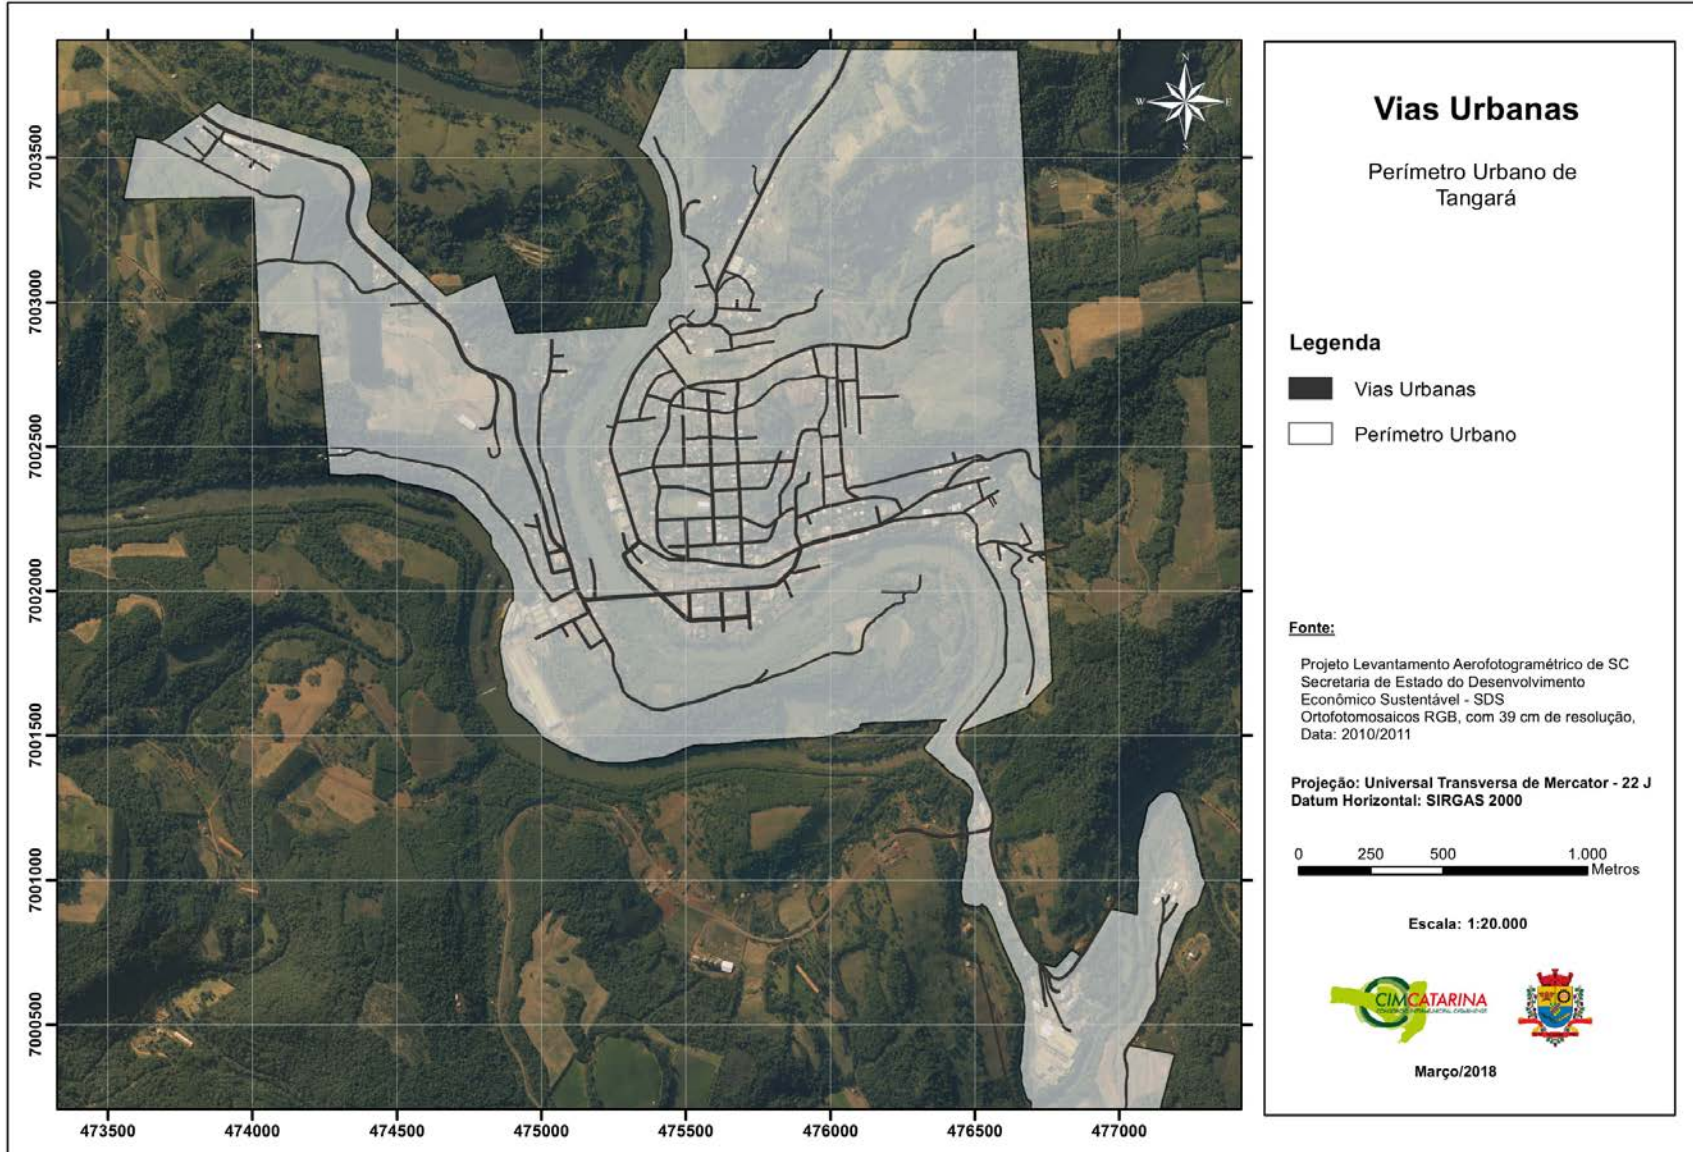 Vias Urbanas
Perímetro Urbano de
Tangará
Legenda
Vias Urbanas
Perímetro Urbano
Fonte:
Projeto Levantamento Aerofotogramétrico de SC
Secretaria de Estado do Desenvolvimento
Econômico Sustentável - SDS
Ortofotomosaicos RGB, com 39 cm de resolução,
Data: 2010/2011
Projeção: Universal Transversa de Mercator - 22 J
Datum Horizontal: SIRGAS 2000
0 250 500 1.000
Metros
Escala: 1:20.000
CIMCATARINA
Março/2018
N
W E
S
7003500
7003000
7002500
7002000
7001500
7001000
7000500
473500 474000 474500 475000 475500 476000 476500 477000